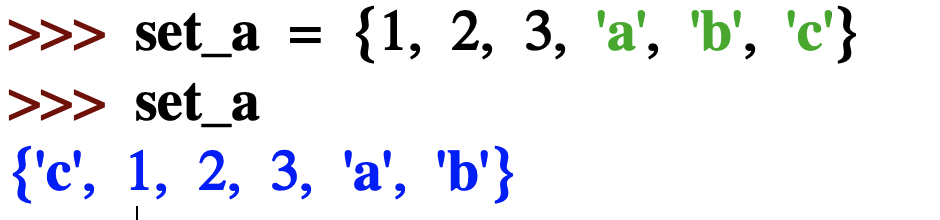 >>> set_a = {1, 2, 3, 'a', 'b', 'c'}
>>> set_a
{'c', 1, 2, 3, 'a', 'b'}